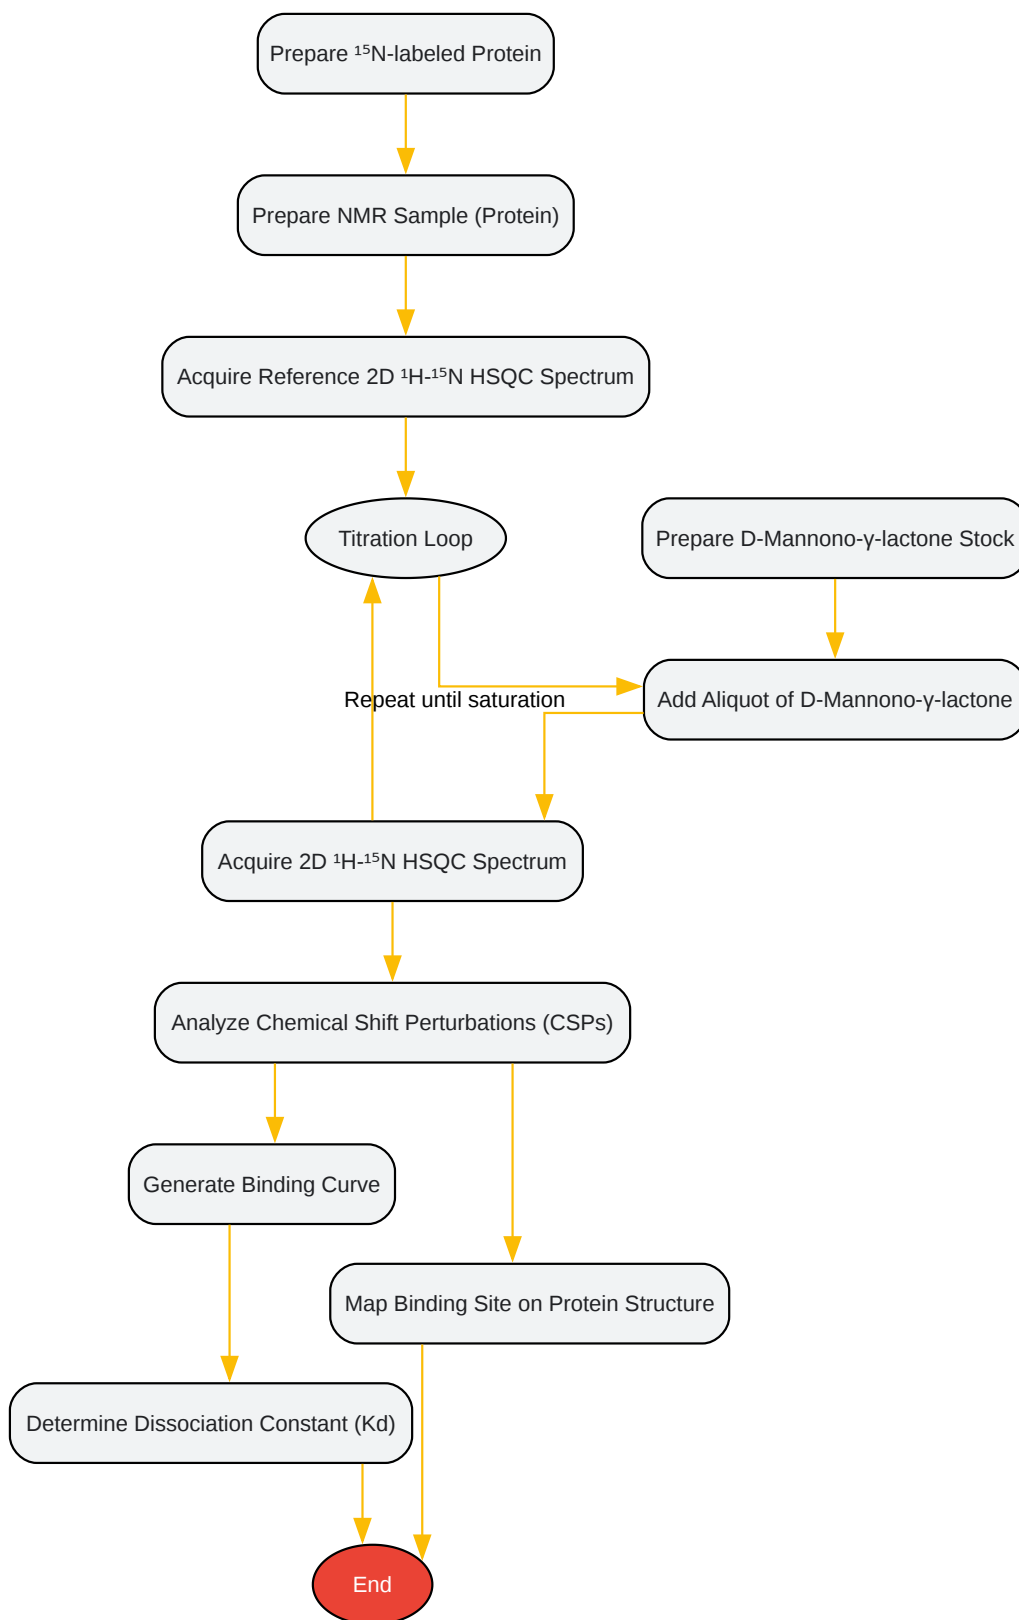 Prepare ¹⁵N-labeled Protein
Prepare NMR Sample (Protein)
Acquire Reference 2D ¹H-¹⁵N HSQC Spectrum
Titration Loop
Prepare D-Mannono-γ-lactone Stock
Repeat until saturation
Add Aliquot of D-Mannono-γ-lactone
Acquire 2D ¹H-¹⁵N HSQC Spectrum
Analyze Chemical Shift Perturbations (CSPs)
Generate Binding Curve
Map Binding Site on Protein Structure
Determine Dissociation Constant (Kd)
End